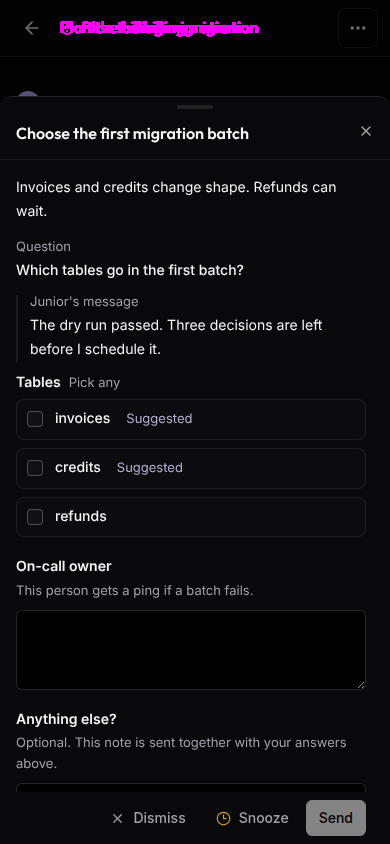 Choose the first migration batch
Invoices and credits change shape. Refunds can
wait.
Question
Which tables go in the first batch?
Junior's message
The dry run passed. Three decisions are left
before I schedule it.
Tables Pick any
invoices Suggested
credits Suggested
refunds
On-call owner
This person gets a ping if a batch fails.
Anything else?
Optional. This note is sent together with your answers
above.
Dismiss Snooze Send